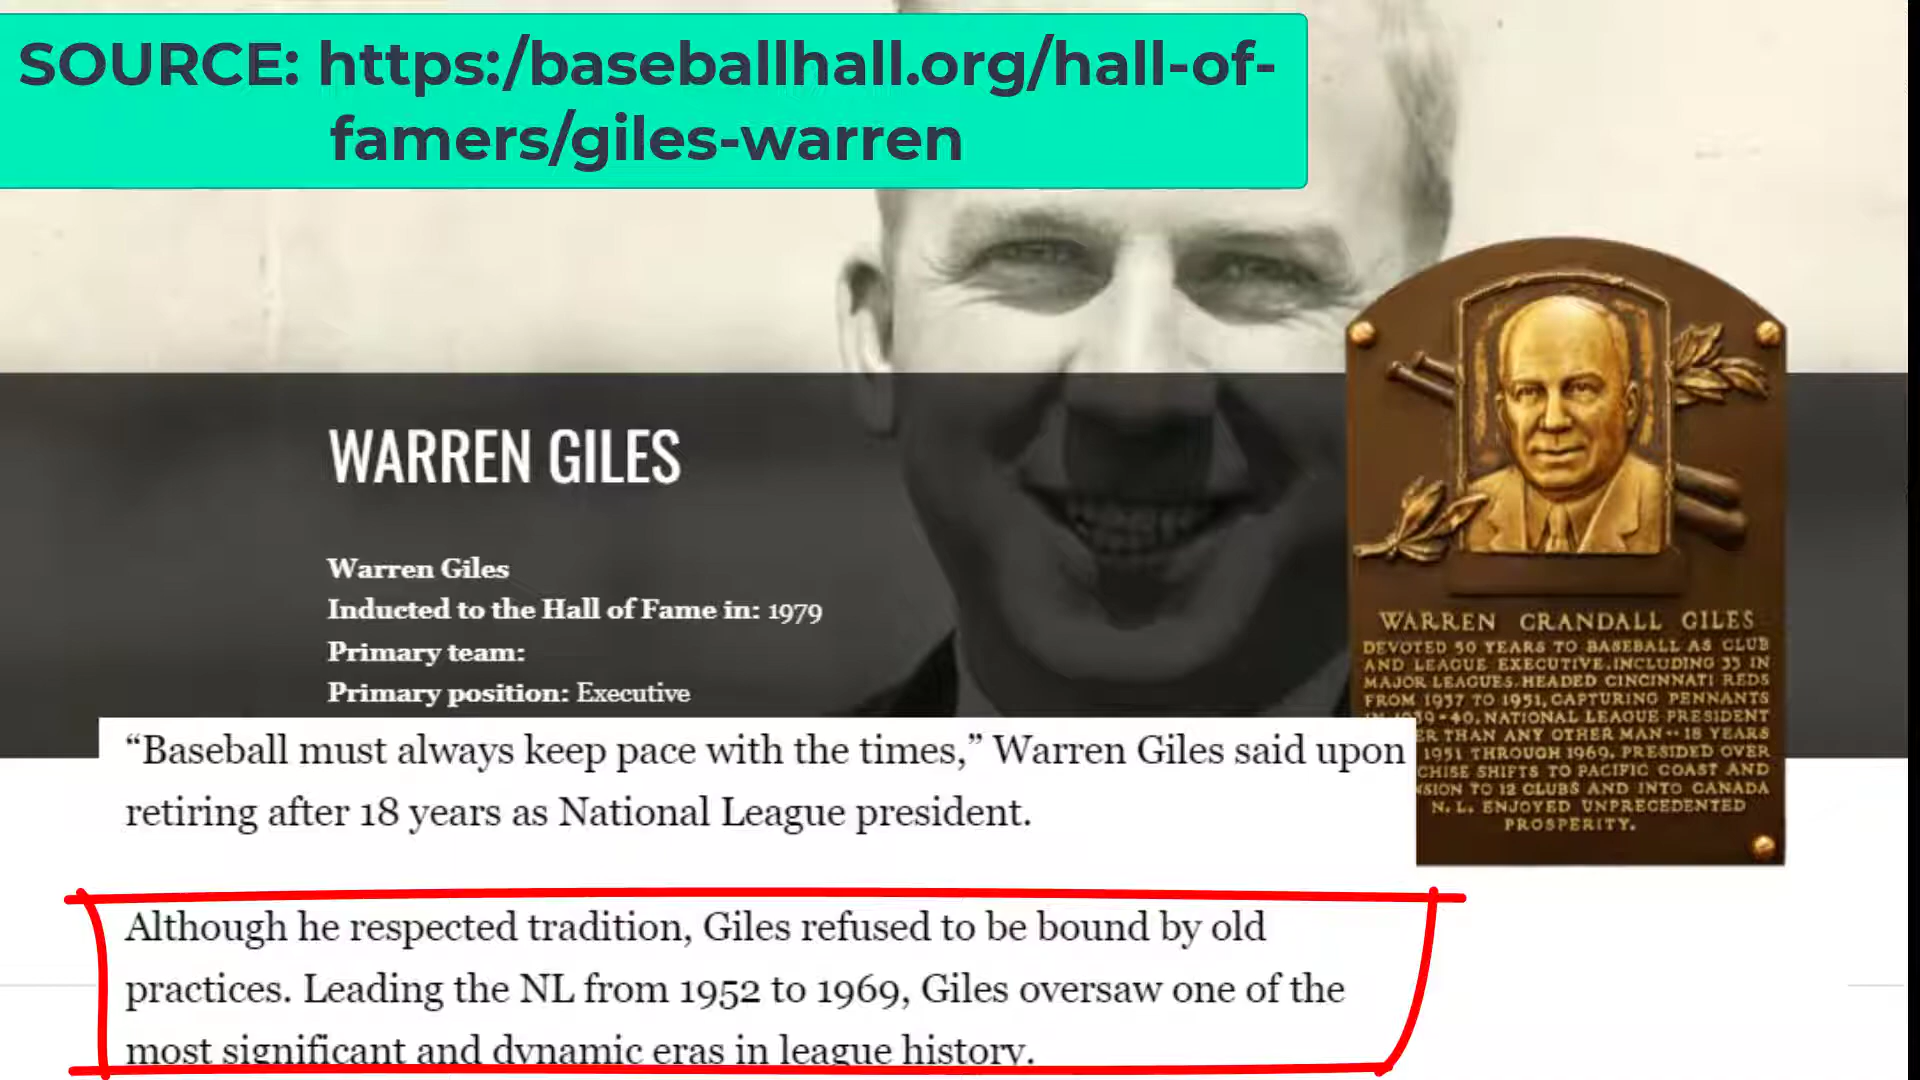 SOURCE: https:/baseballhall.org/hall-of-
famers/giles-warren
WARREN GILES
Warren Giles
Inducted to the Hall of Fame in: 1979
Primary team:
Primary position: Executive
“Baseball must always keep pace with the times,” Warren Giles said upon
retiring after 18 years as National League president.
Although he respected tradition, Giles refused to be bound by old
practices. Leading the NL from 1952 to 1969, Giles oversaw one of the
most significant and dynamic eras in league history.
WARREN CRANDALL GILES
DEVOTED 50 YEARS TO BASEBALL AS CLUB
AND LEAGUE EXECUTIVE, INCLUDING 33 IN
MAJOR LEAGUES. HEADED CINCINNATI REDS
FROM 1937 TO 1951, CAPTURING PENNANTS
IN 1939-40. NATIONAL LEAGUE PRESIDENT
ER THAN ANY OTHER MAN--18 YEARS
1951 THROUGH 1969. PRESIDED OVER
CHISE SHIFTS TO PACIFIC COAST AND
NSION TO 12 CLUBS AND INTO CANADA
N. L. ENJOYED UNPRECEDENTED
PROSPERITY.